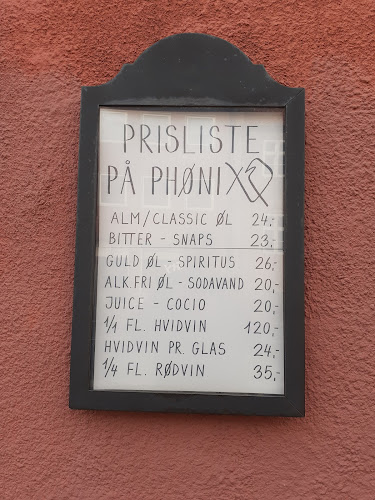 PRISLISTE
PÅ PHØNIX
ALM/CLASSIC ØL 24,-
BITTER - SNAPS 23,-
GULD ØL - SPIRITUS 26,-
ALK.FRI ØL - SODAVAND 20,-
JUICE - COCIO 20,-
1/1 FL. HVIDVIN 120,-
HVIDVIN PR. GLAS 24,-
1/4 FL. RØDVIN 35,-